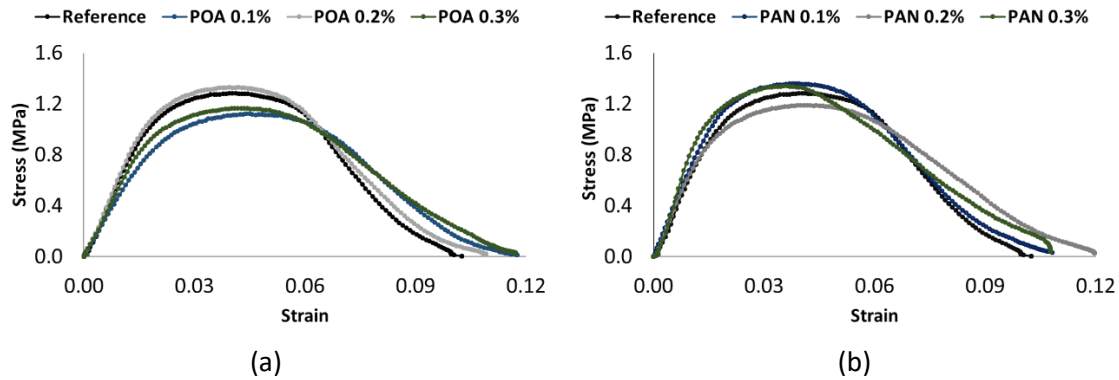 Reference POA 0.1% POA 0.2% POA 0.3%
1.6
1.2
0.8
0.4
0.0
Stress (MPa)
0.00 0.03 0.06 0.09 0.12
Strain
(a)
Reference PAN 0.1% PAN 0.2% PAN 0.3%
1.6
1.2
0.8
0.4
0.0
Stress (MPa)
0.00 0.03 0.06 0.09 0.12
Strain
(b)